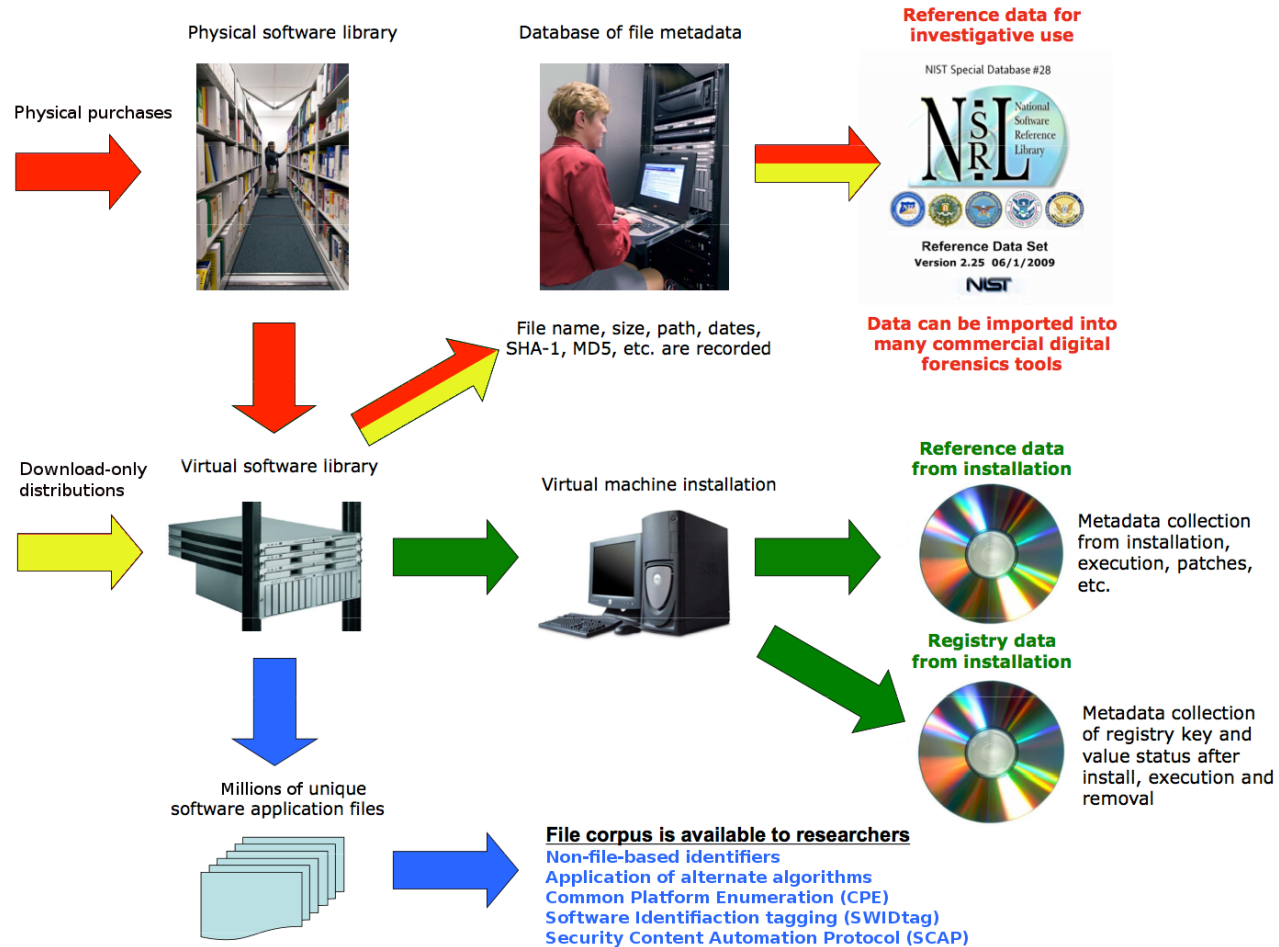 Physical software library
Database of file metadata
Reference data for
investigative use
Physical purchases
NIST Special Database #28
NSRL
National
Software
Reference
Library
Reference Data Set
Version 2.25 06/1/2009
NIST
File name, size, path, dates,
SHA-1, MD5, etc. are recorded
Data can be imported into
many commercial digital
forensics tools
Download-only
distributions
Virtual software library
Virtual machine installation
Reference data
from installation
Metadata collection
from installation,
execution, patches,
etc.
Registry data
from installation
Metadata collection
of registry key and
value status after
install, execution and
removal
Millions of unique
software application files
File corpus is available to researchers
Non-file-based identifiers
Application of alternate algorithms
Common Platform Enumeration (CPE)
Software Identifiaction tagging (SWIDtag)
Security Content Automation Protocol (SCAP)